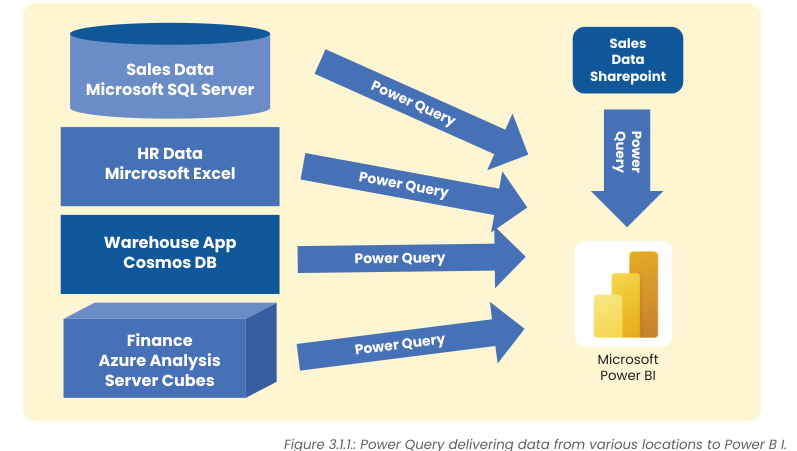 Sales Data
Microsoft SQL Server
HR Data
Mircrosoft Excel
Warehouse App
Cosmos DB
Finance
Azure Analysis
Server Cubes
Power Query
Power Query
Power Query
Power Query
Sales
Data
Sharepoint
Power
Query
Microsoft
Power BI
Figure 3.1.1.: Power Query delivering data from various locations to Power B I.